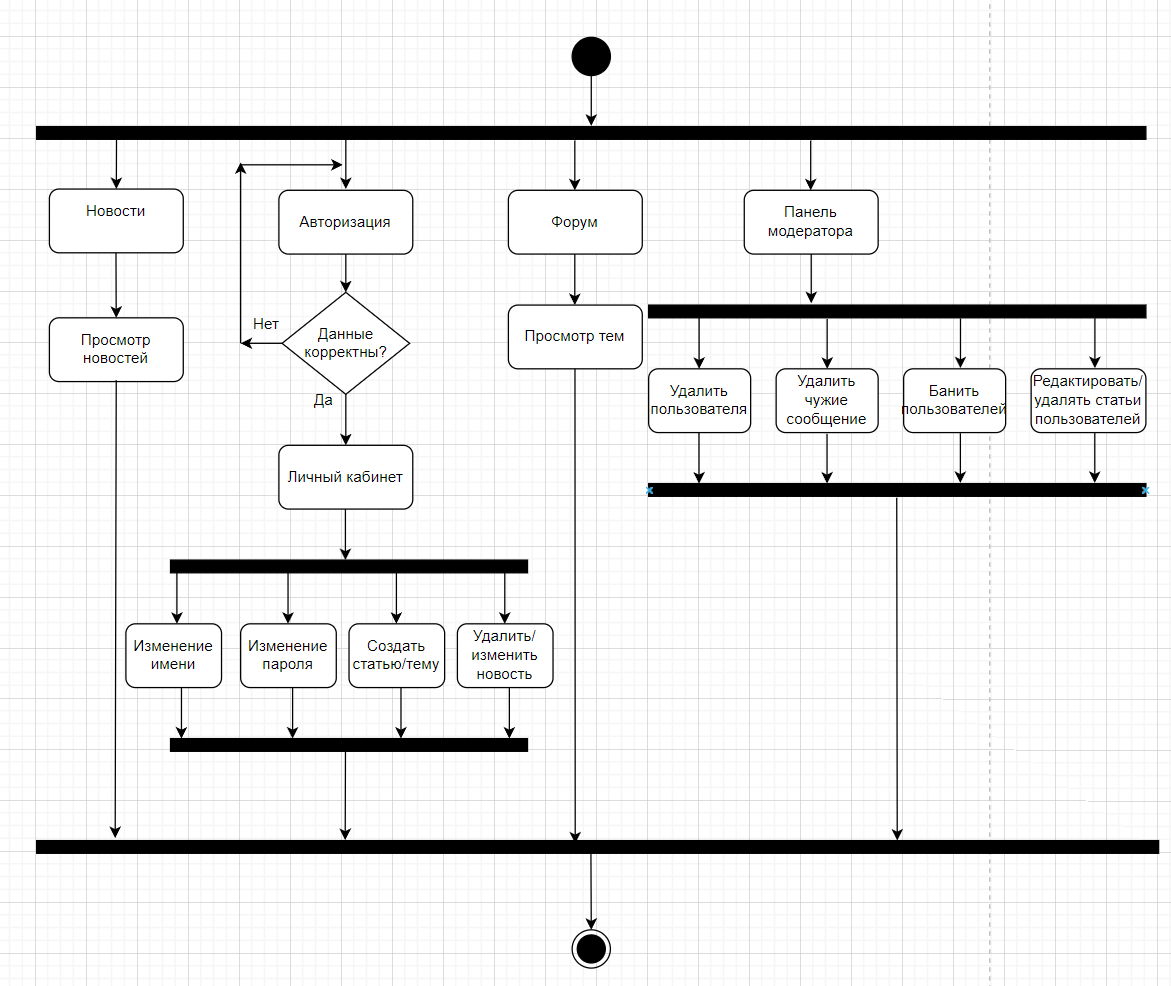 Новости
Авторизация
Форум
Панель
модератора
Просмотр
новостей
Нет
Данные
корректны?
Да
Просмотр тем
Удалить
пользователя
Удалить
чужие
сообщение
Банить
пользователей
Редактировать/
удалять статьи
пользователей
Личный кабинет
Изменение
имени
Изменение
пароля
Создать
статью/тему
Удалить/
изменить
новость